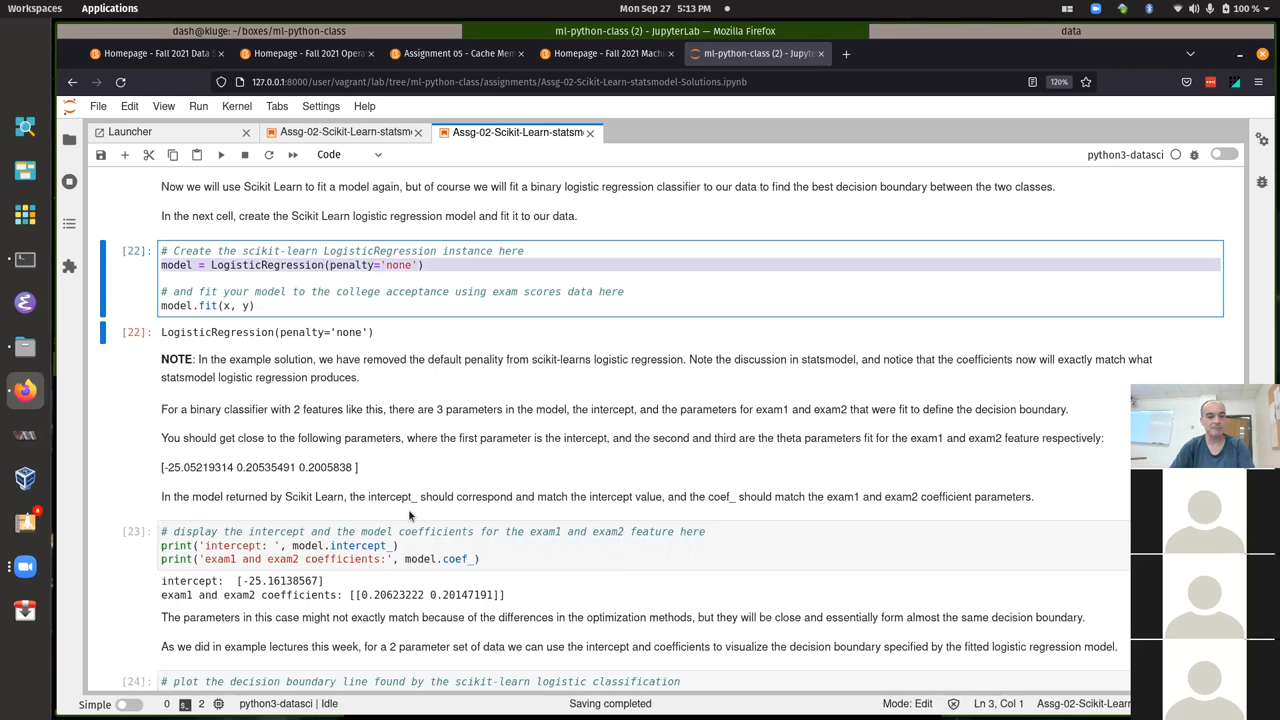 Workspaces
Applications
Mon Sep 27 5:13 PM
100 %
dash@kluge: ~/boxes/ml-python-class
ml-python-class (2) - JupyterLab — Mozilla Firefox
data
Homepage - Fall 2021 Data S
Homepage - Fall 2021 Opera
Assignment 05 - Cache Mem
Homepage - Fall 2021 Machi
ml-python-class (2) - Jupyter
127.0.0.1:8000/user/vagrant/lab/tree/ml-python-class/assignments/Assg-02-Scikit-Learn-statsmodel-Solutions.ipynb
120%
File Edit View Run Kernel Tabs Settings Help
Launcher
Assg-02-Scikit-Learn-statsm
Assg-02-Scikit-Learn-statsm
Code
python3-datasci
Now we will use Scikit Learn to fit a model again, but of course we will fit a binary logistic regression classifier to our data to find the best decision boundary between the two classes.
In the next cell, create the Scikit Learn logistic regression model and fit it to our data.
[22]: # Create the scikit-learn LogisticRegression instance here
model = LogisticRegression(penalty='none')
# and fit your model to the college acceptance using exam scores data here
model.fit(x, y)
[22]: LogisticRegression(penalty='none')
NOTE: In the example solution, we have removed the default penality from scikit-learns logistic regression. Note the discussion in statsmodel, and notice that the coefficients now will exactly match what
statsmodel logistic regression produces.
For a binary classifier with 2 features like this, there are 3 parameters in the model, the intercept, and the parameters for exam1 and exam2 that were fit to define the decision boundary.
You should get close to the following parameters, where the first parameter is the intercept, and the second and third are the theta parameters fit for the exam1 and exam2 feature respectively:
[-25.05219314 0.20535491 0.2005838 ]
In the model returned by Scikit Learn, the intercept_ should correspond and match the intercept value, and the coef_ should match the exam1 and exam2 coefficient parameters.
[23]: # display the intercept and the model coefficients for the exam1 and exam2 feature here
print('intercept: ', model.intercept_)
print('exam1 and exam2 coefficients:', model.coef_)
intercept: [-25.16138567]
exam1 and exam2 coefficients: [[0.20623222 0.20147191]]
The parameters in this case might not exactly match because of the differences in the optimization methods, but they will be close and essentially form almost the same decision boundary.
As we did in example lectures this week, for a 2 parameter set of data we can use the intercept and coefficients to visualize the decision boundary specified by the fitted logistic regression model.
[24]: # plot the decision boundary line found by the scikit-learn logistic classification
Simple 0 2 python3-datasci | Idle
Saving completed
Mode: Edit
Ln 3, Col 1
Assg-02-Scikit-Learn-statsm